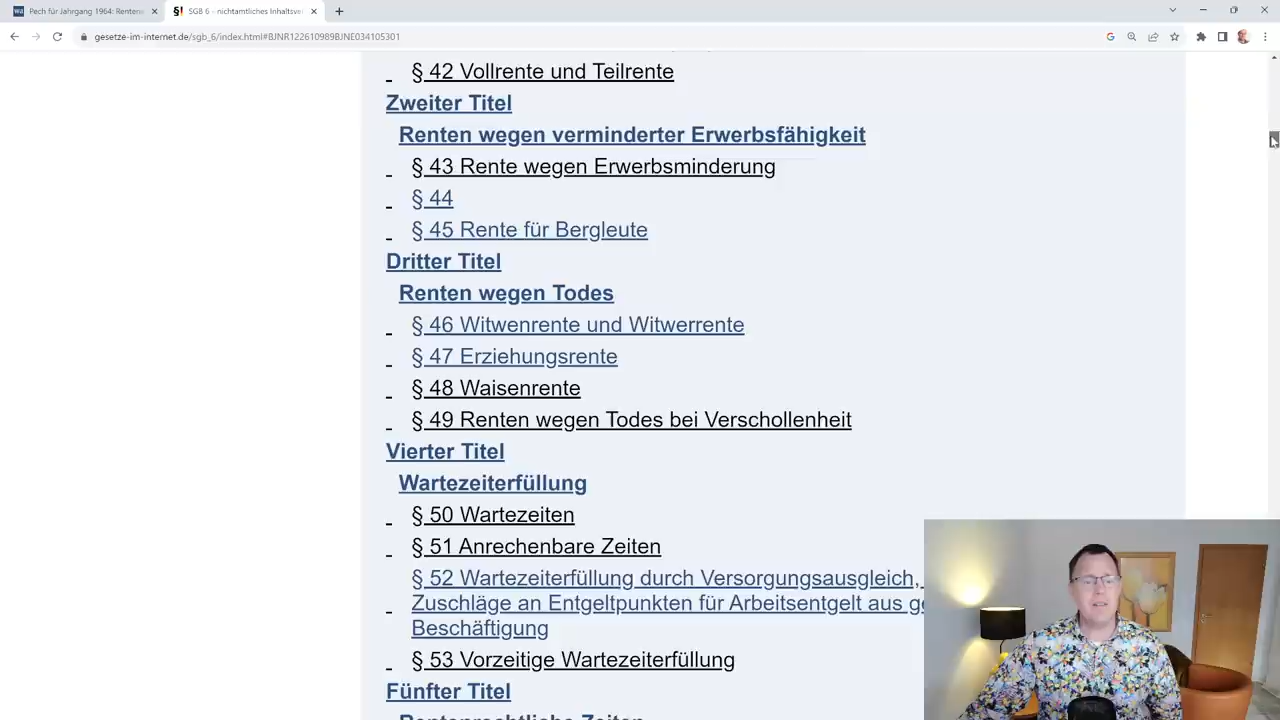 Pech für Jahrgang 1964: Renten
SGB 6 - nichtamtliches Inhaltsve
gesetze-im-internet.de/sgb_6/index.html#BJNR122610989BJNE034105301
§ 42 Vollrente und Teilrente
Zweiter Titel
Renten wegen verminderter Erwerbsfähigkeit
§ 43 Rente wegen Erwerbsminderung
§ 44
§ 45 Rente für Bergleute
Dritter Titel
Renten wegen Todes
§ 46 Witwenrente und Witwerrente
§ 47 Erziehungsrente
§ 48 Waisenrente
§ 49 Renten wegen Todes bei Verschollenheit
Vierter Titel
Wartezeiterfüllung
§ 50 Wartezeiten
§ 51 Anrechenbare Zeiten
§ 52 Wartezeiterfüllung durch Versorgungsausgleich,
Zuschläge an Entgeltpunkten für Arbeitsentgelt aus g
Beschäftigung
§ 53 Vorzeitige Wartezeiterfüllung
Fünfter Titel
Rentenrechtliche Zeiten